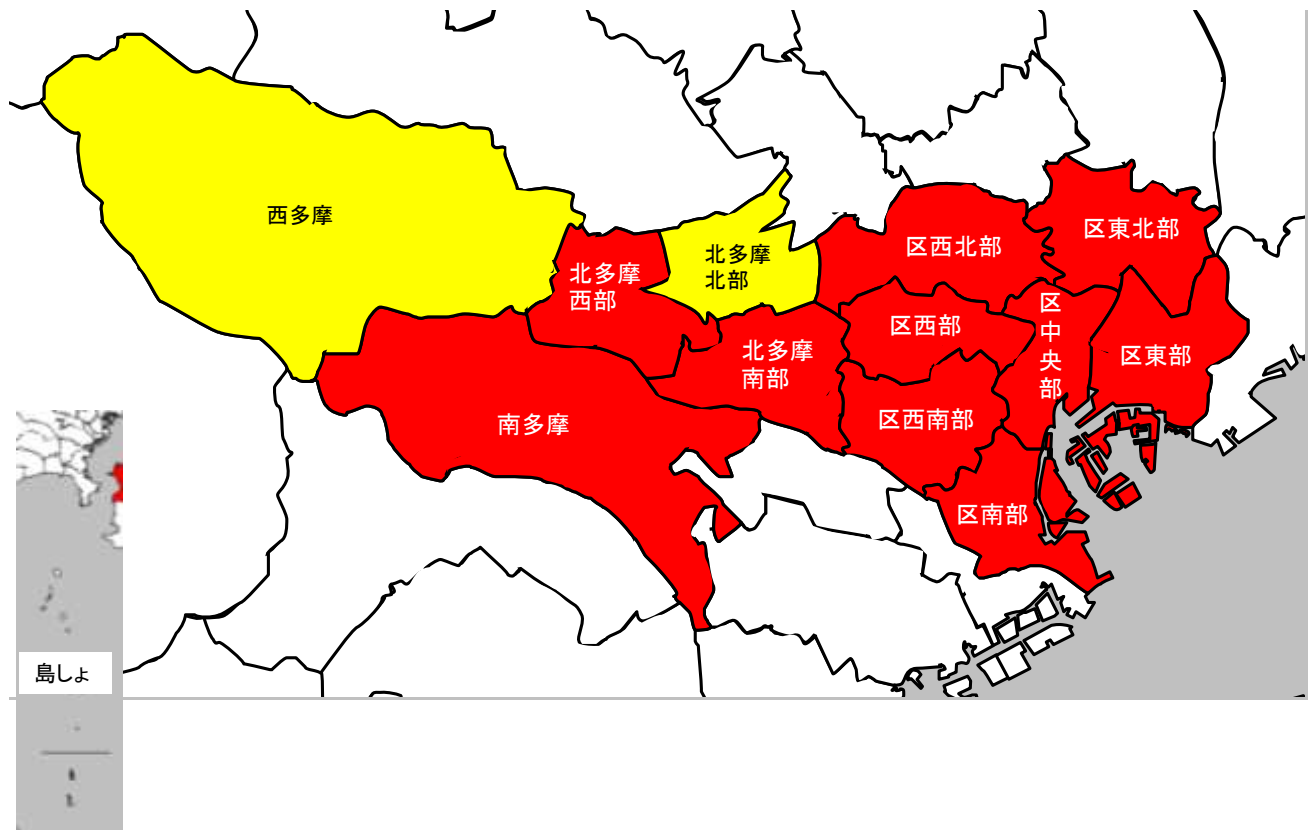 西多摩
北多摩
西部
北多摩
北部
区西北部
区東北部
区西部
区中央部
区東部
北多摩
南部
南多摩
区西南部
区南部
島しょ